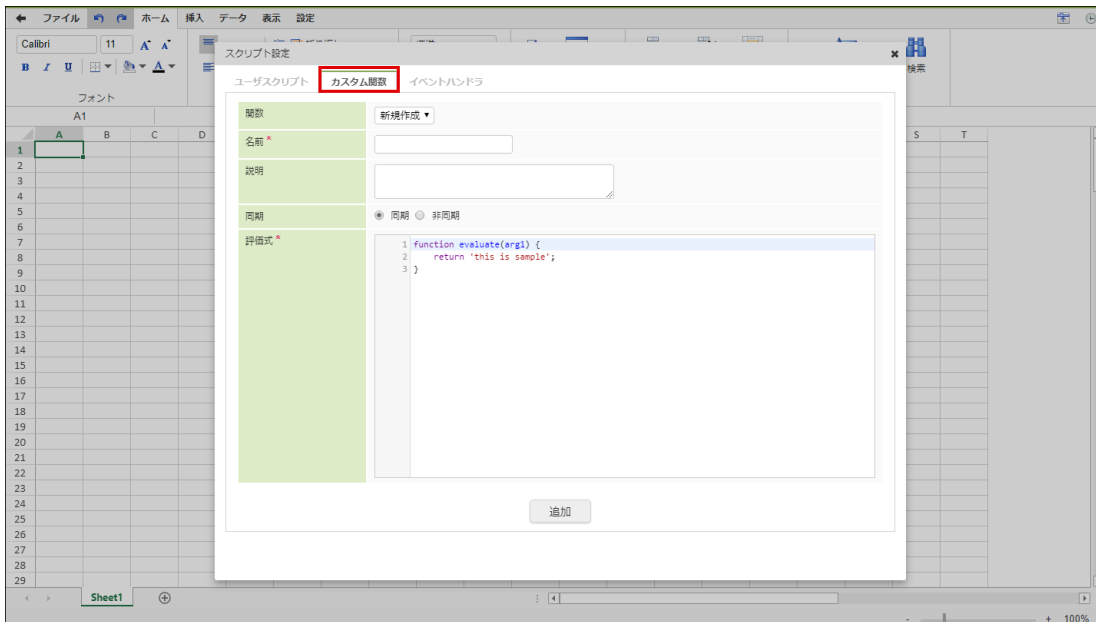 ファイル ホーム 挿入 データ 表示 設定
Calibri 11 A A
B I U A
検索
フォント
A1
スクリプト設定
ユーザスクリプト カスタム関数 イベントハンドラ
関数 新規作成
名前 *
説明
同期 同期 非同期
評価式 *
1 function evaluate(arg1) {
2 return 'this is sample';
3 }
追加
A B C D S T
1
2
3
4
5
6
7
8
9
10
11
12
13
14
15
16
17
18
19
20
21
22
23
24
25
26
27
28
29
Sheet1
- + 100%